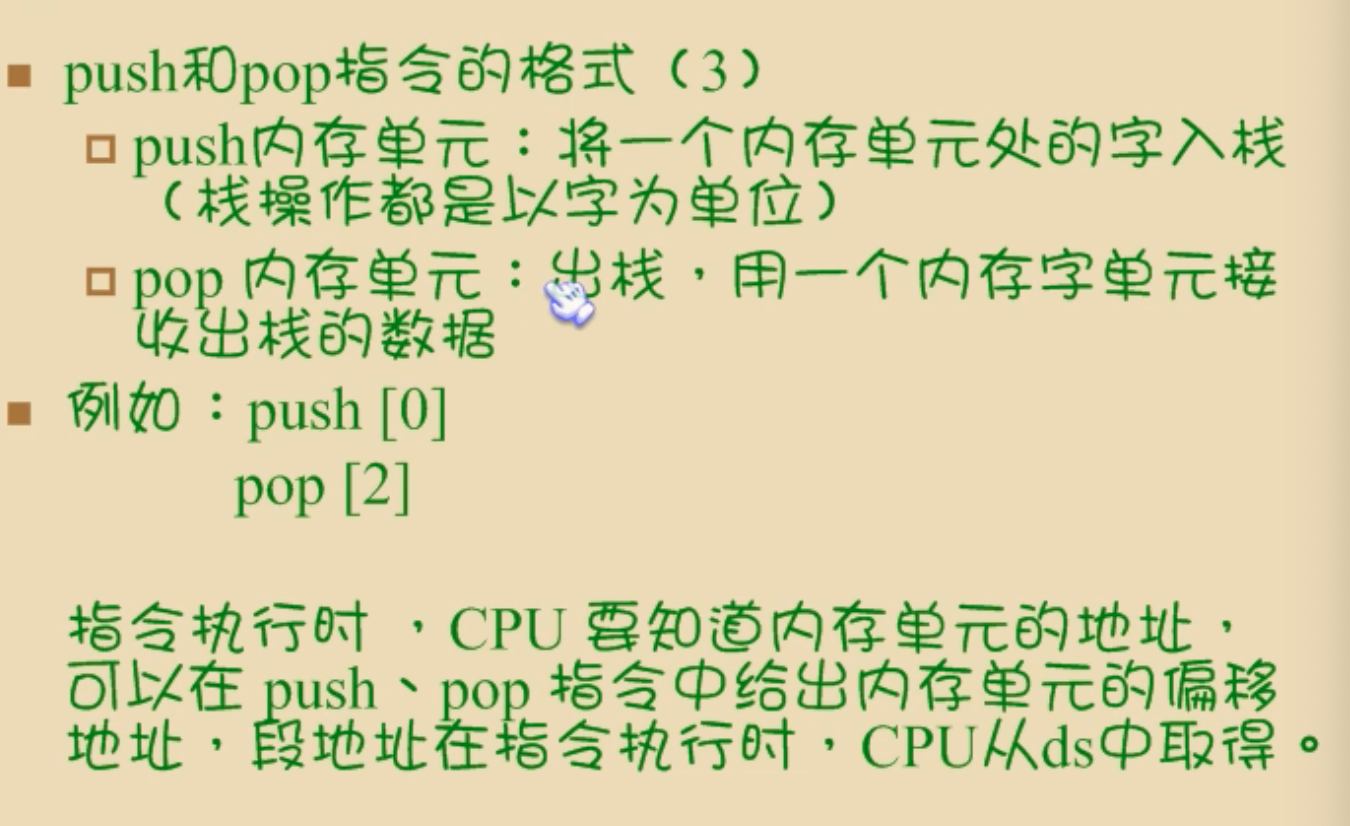 push和pop指令的格式（3）
push内存单元：将一个内存单元处的字入栈
（栈操作都是以字为单位）
pop 内存单元：出栈，用一个内存字单元接
收出栈的数据
例如：push [0]
pop [2]
指令执行时 ，CPU 要知道内存单元的地址，
可以在 push、pop 指令中给出内存单元的偏移
地址，段地址在指令执行时，CPU从ds中取得。